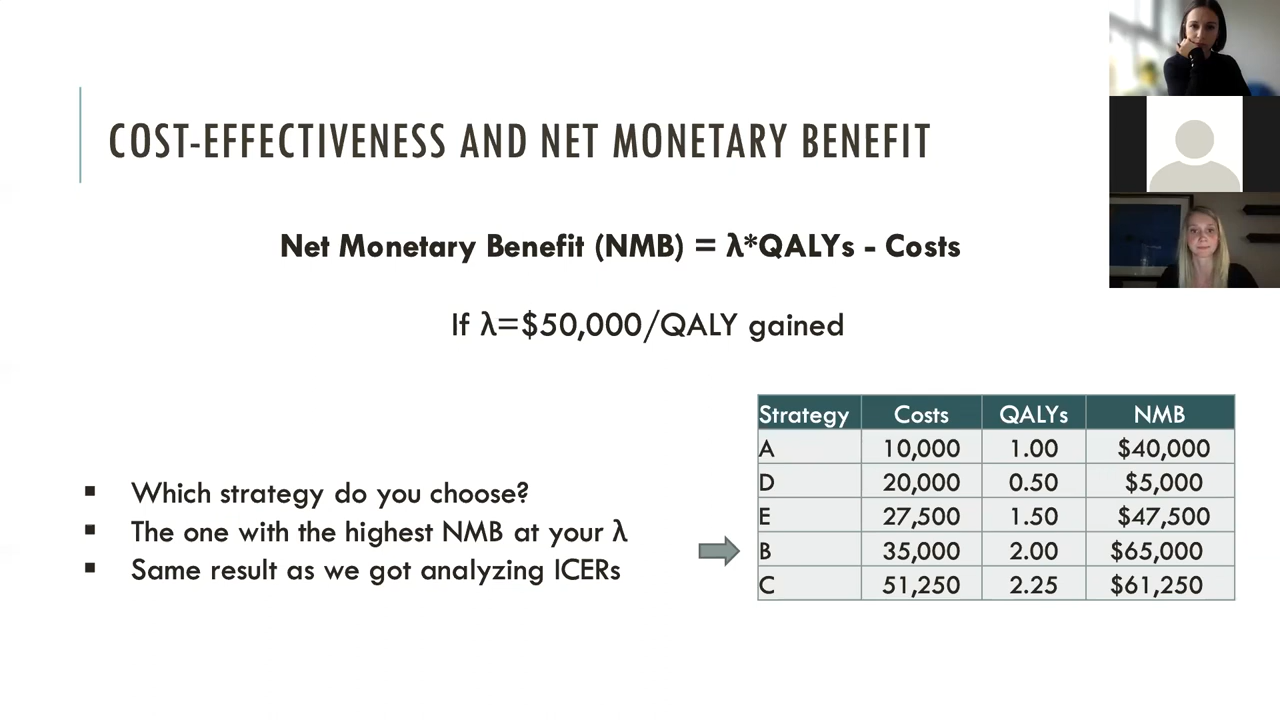 COST-EFFECTIVENESS AND NET MONETARY BENEFIT
Net Monetary Benefit (NMB) = λ*QALYs - Costs
If λ=$50,000/QALY gained
▪ Which strategy do you choose?
▪ The one with the highest NMB at your λ
▪ Same result as we got analyzing ICERs
Strategy Costs QALYs NMB
A 10,000 1.00 $40,000
D 20,000 0.50 $5,000
E 27,500 1.50 $47,500
B 35,000 2.00 $65,000
C 51,250 2.25 $61,250